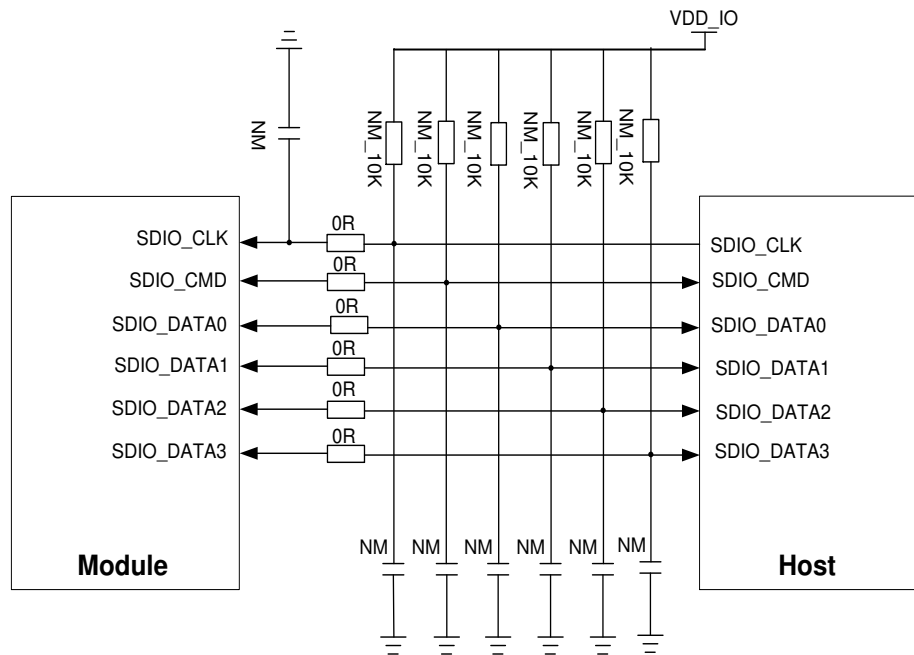 VDD_IO
NM
NM_10K
NM_10K
NM_10K
NM_10K
NM_10K
NM_10K
SDIO_CLK
0R
SDIO_CLK
SDIO_CMD
0R
SDIO_CMD
SDIO_DATA0
0R
SDIO_DATA0
SDIO_DATA1
0R
SDIO_DATA1
SDIO_DATA2
0R
SDIO_DATA2
SDIO_DATA3
0R
SDIO_DATA3
NM
NM
NM
NM
NM
NM
Module
Host